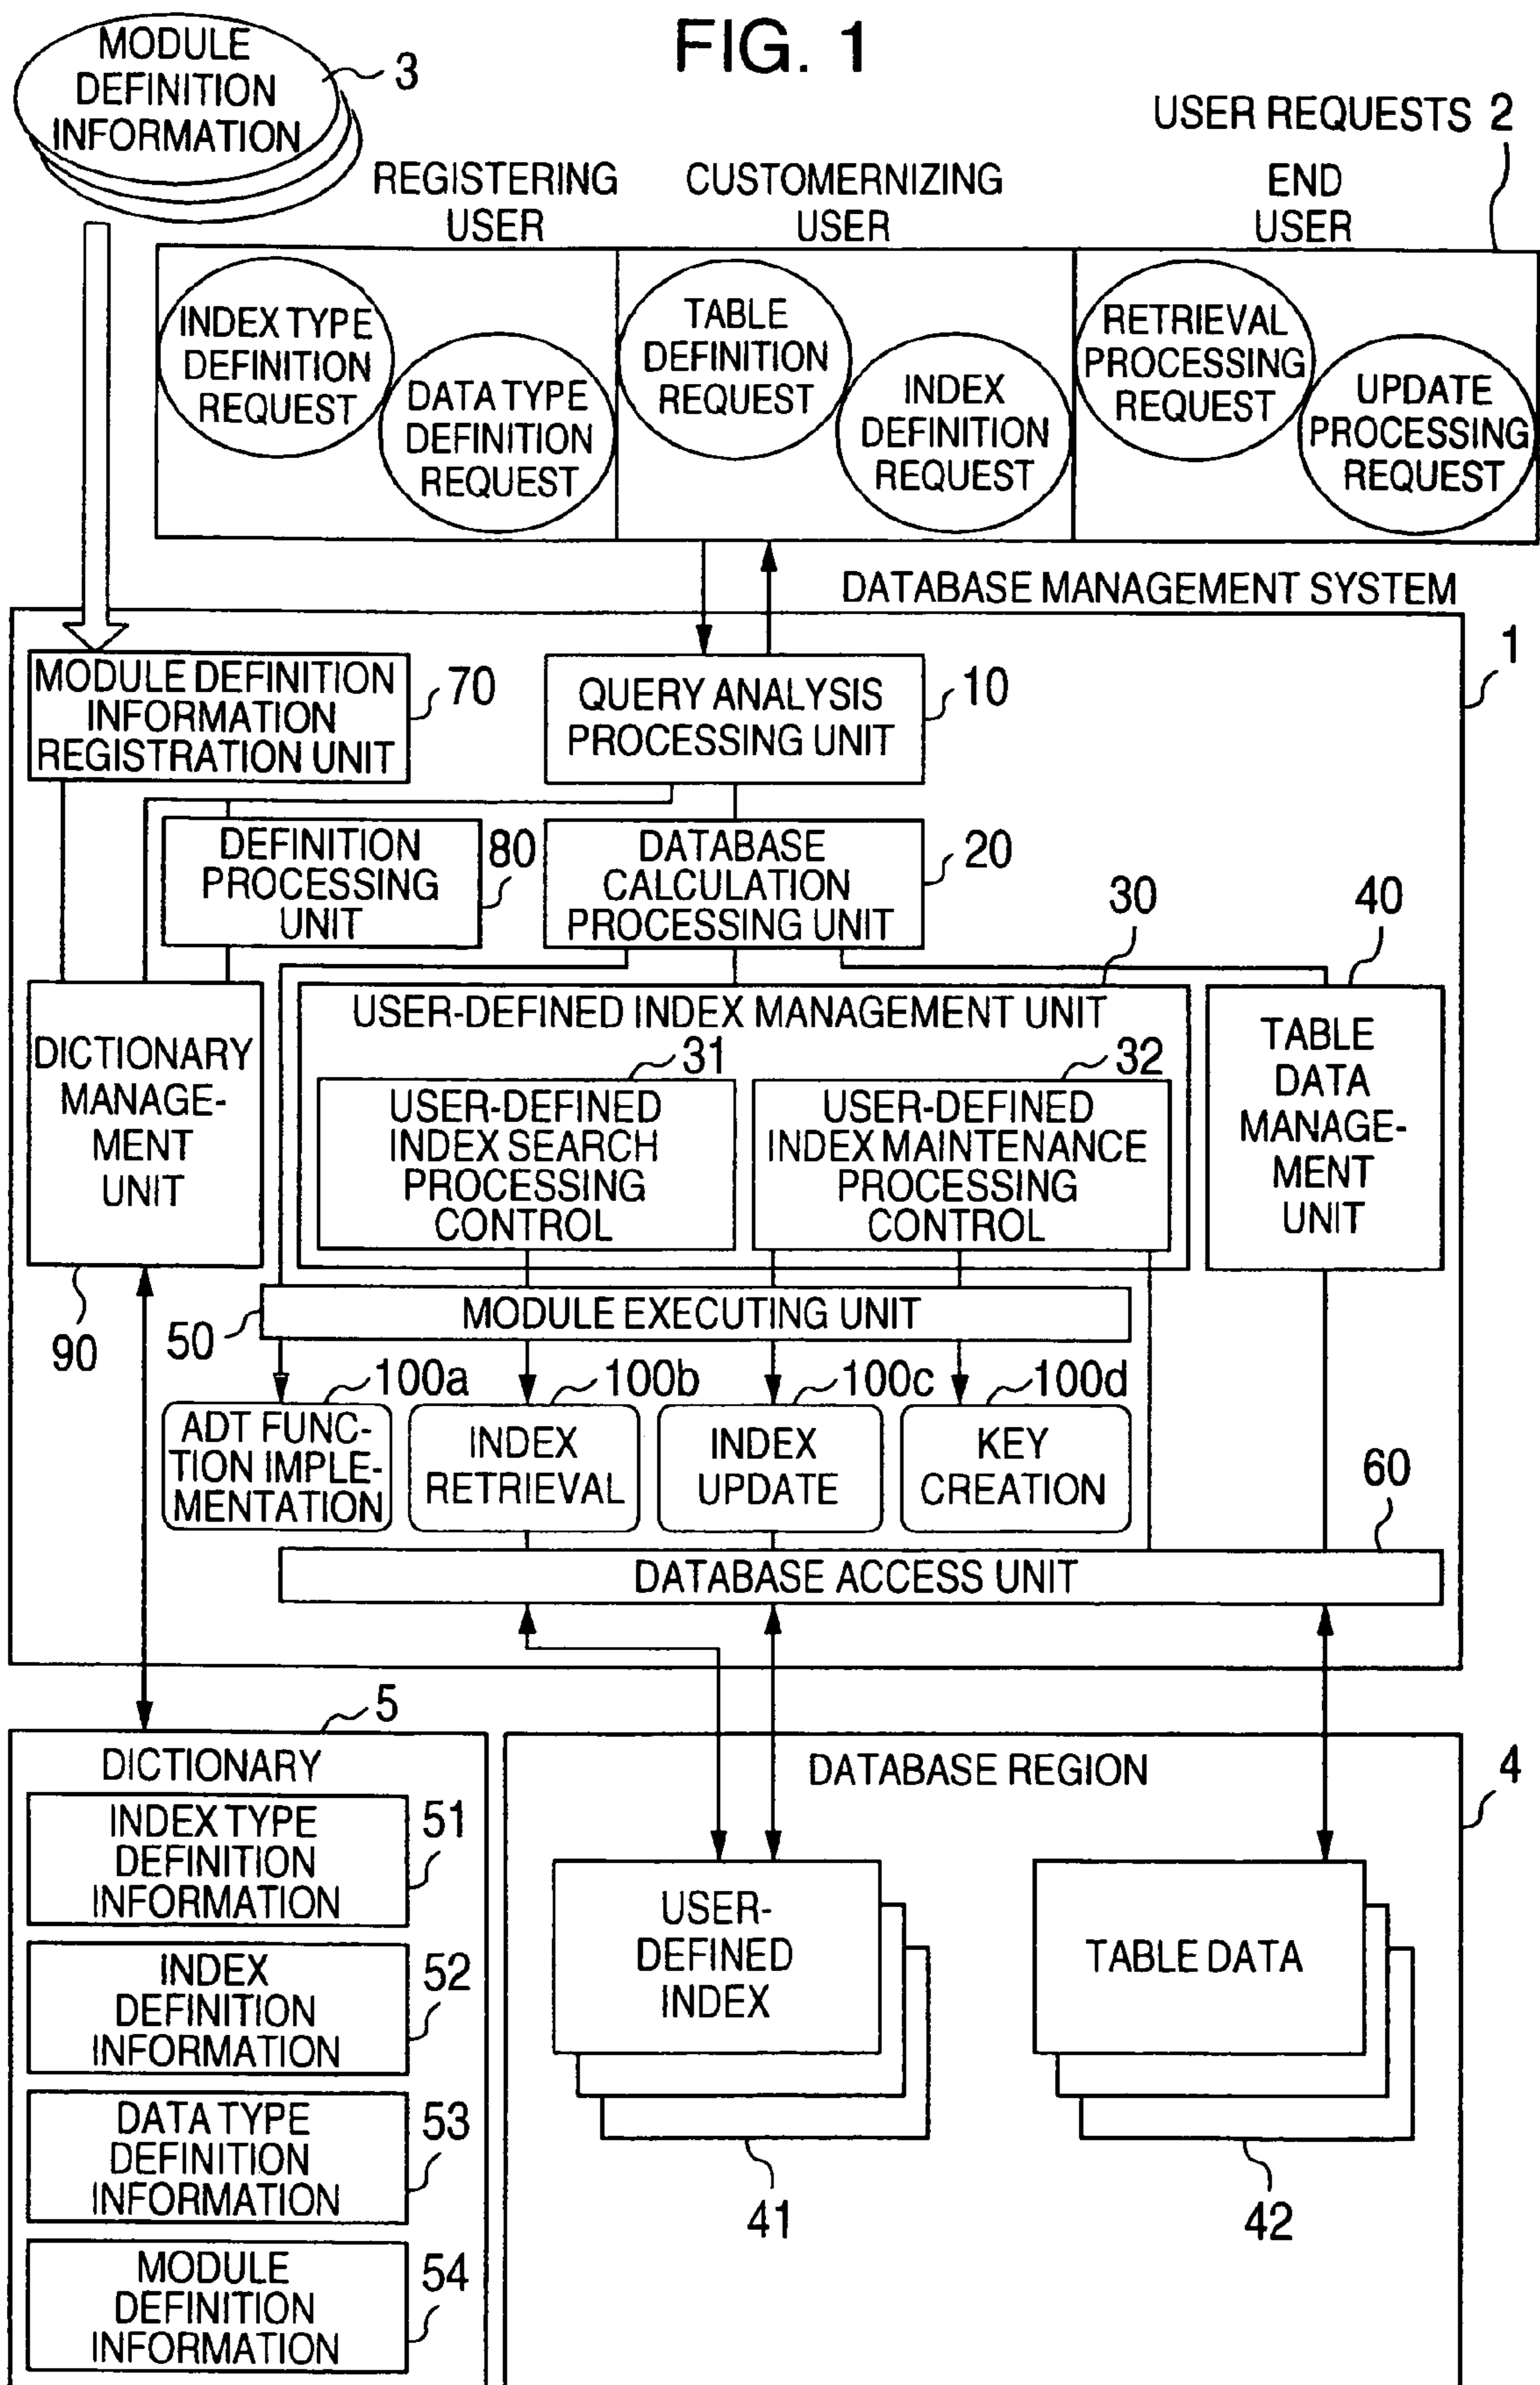 FIG. 1
MODULE
DEFINITION
INFORMATION
3
USER REQUESTS 2
REGISTERING
USER
CUSTOMERNIZING
USER
END
USER
INDEX TYPE
DEFINITION
REQUEST
DATA TYPE
DEFINITION
REQUEST
TABLE
DEFINITION
REQUEST
INDEX
DEFINITION
REQUEST
RETRIEVAL
PROCESSING
REQUEST
UPDATE
PROCESSING
REQUEST
DATABASE MANAGEMENT SYSTEM
1
MODULE DEFINITION
INFORMATION
REGISTRATION UNIT
70
QUERY ANALYSIS
PROCESSING UNIT
10
DEFINITION
PROCESSING
UNIT
80
DATABASE
CALCULATION
PROCESSING UNIT
20
30
40
DICTIONARY
MANAGE-
MENT
UNIT
90
USER-DEFINED INDEX MANAGEMENT UNIT
31
USER-DEFINED
INDEX SEARCH
PROCESSING
CONTROL
32
USER-DEFINED
INDEX MAINTENANCE
PROCESSING
CONTROL
TABLE
DATA
MANAGE-
MENT
UNIT
50
MODULE EXECUTING UNIT
100a
ADT FUNC-
TION IMPLE-
MENTATION
100b
INDEX
RETRIEVAL
100c
INDEX
UPDATE
100d
KEY
CREATION
60
DATABASE ACCESS UNIT
5
DICTIONARY
INDEX TYPE
DEFINITION
INFORMATION
51
INDEX
DEFINITION
INFORMATION
52
DATA TYPE
DEFINITION
INFORMATION
53
MODULE
DEFINITION
INFORMATION
54
DATABASE REGION
4
USER-
DEFINED
INDEX
41
TABLE DATA
42